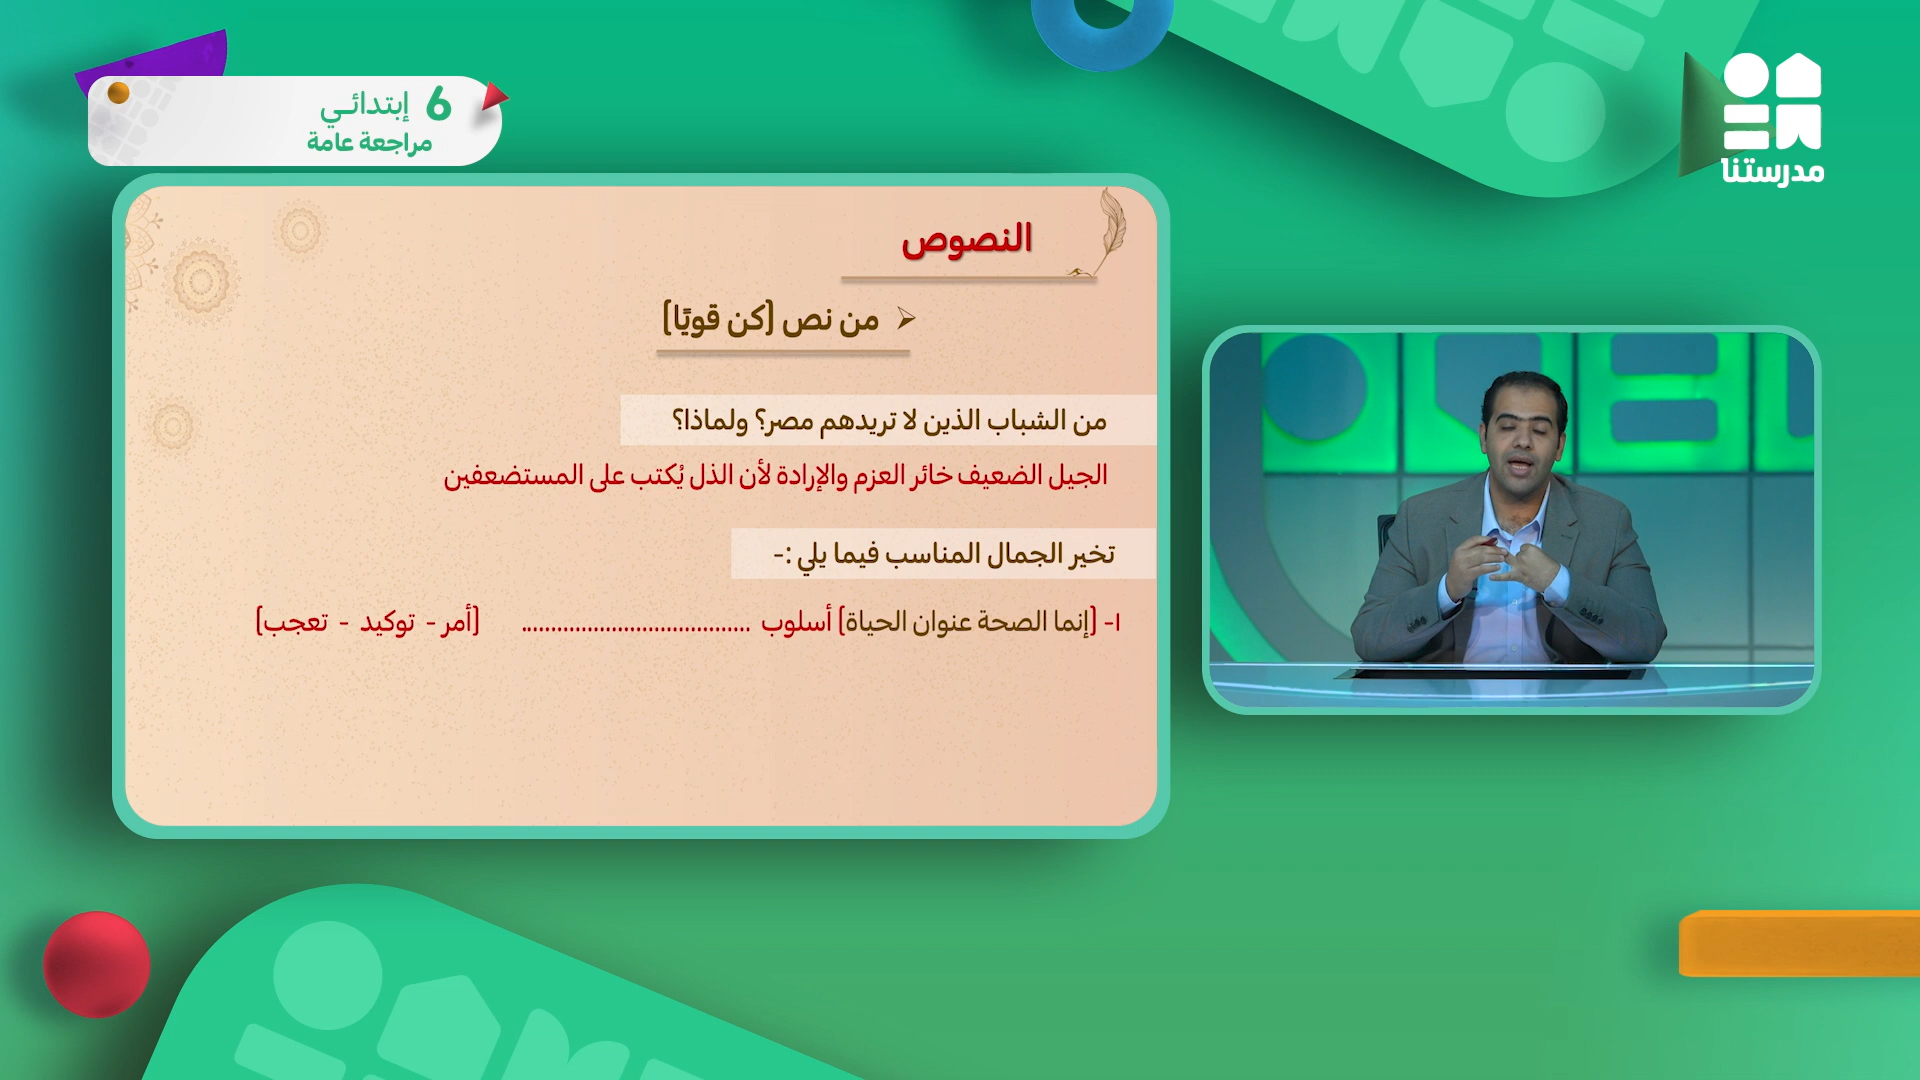 6 إبتدائي
مراجعة عامة
مدرستنا
النصوص
من نص (كن قويًا)
من الشباب الذين لا تريدهم مصر؟ ولماذا؟
الجيل الضعيف خائر العزم والإرادة لأن الذل يُكتب على المستضعفين
تخير الجمال المناسب فيما يلي :-
١- (إنما الصحة عنوان الحياة) أسلوب ...................................... (أمر - توكيد - تعجب)